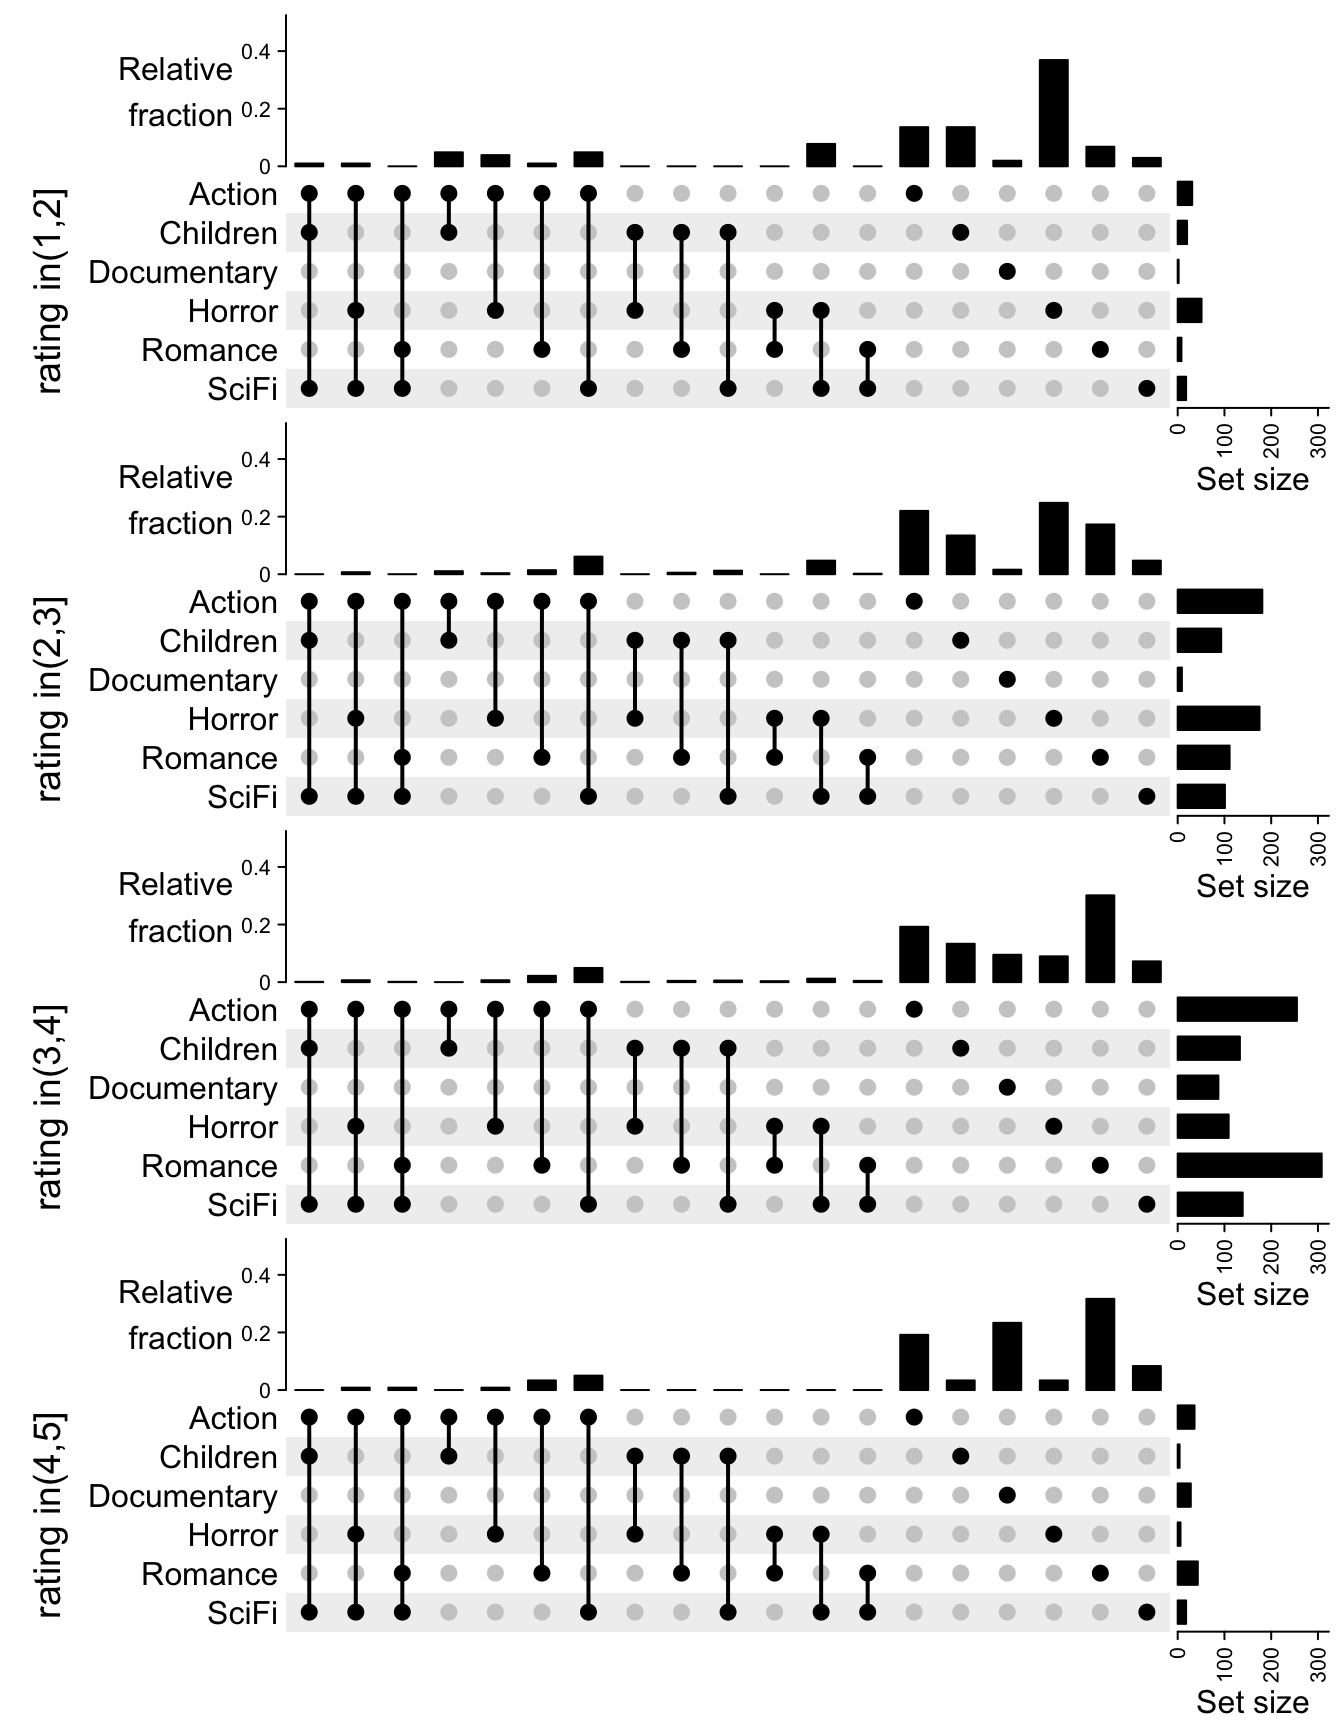 0.4
Relative
fraction
0.2
0
rating in(1,2]
Action
Children
Documentary
Horror
Romance
SciFi
0
100
200
300
Set size
0.4
Relative
fraction
0.2
0
rating in(2,3]
Action
Children
Documentary
Horror
Romance
SciFi
0
100
200
300
Set size
0.4
Relative
fraction
0.2
0
rating in(3,4]
Action
Children
Documentary
Horror
Romance
SciFi
0
100
200
300
Set size
0.4
Relative
fraction
0.2
0
rating in(4,5]
Action
Children
Documentary
Horror
Romance
SciFi
0
100
200
300
Set size